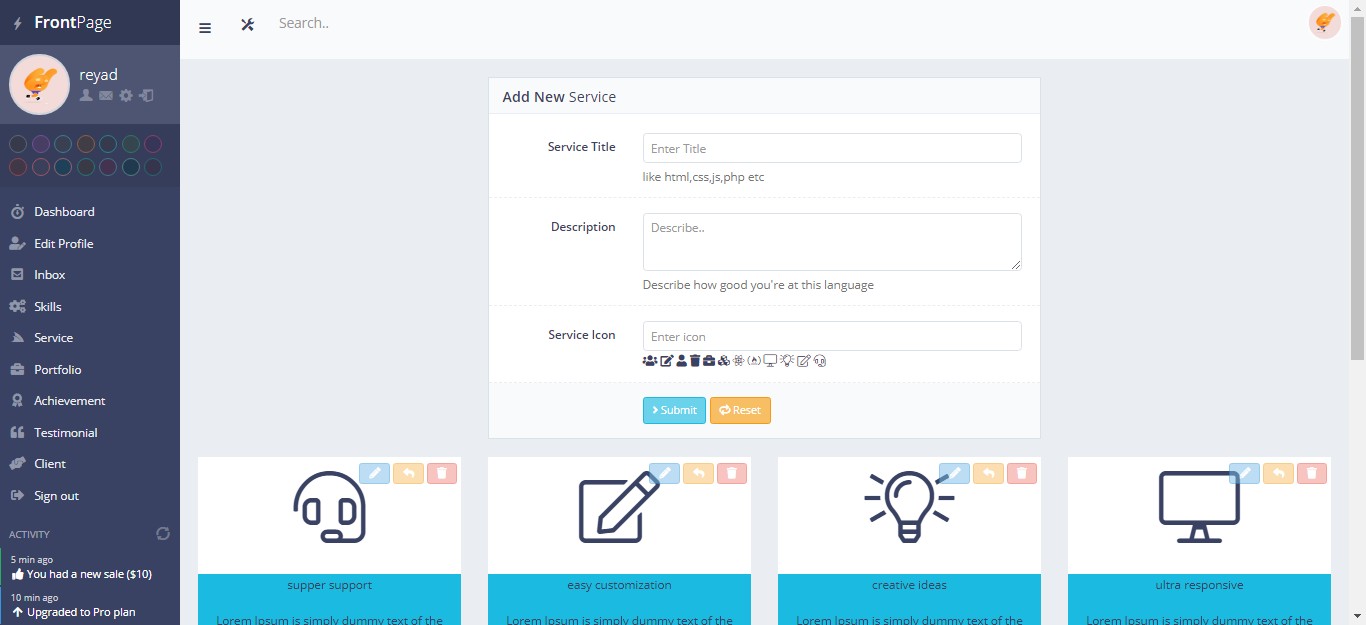 FrontPage
Search..
reyad
Dashboard
Edit Profile
Inbox
Skills
Service
Portfolio
Achievement
Testimonial
Client
Sign out
ACTIVITY
5 min ago
You had a new sale ($10)
10 min ago
Upgraded to Pro plan
Add New Service
Service Title
Enter Title
like html,css,js,php etc
Description
Describe..
Describe how good you're at this language
Service Icon
Enter icon
Submit Reset
supper support
Lorem Ipsum is simply dummy text of the
easy customization
Lorem Ipsum is simply dummy text of the
creative ideas
Lorem Ipsum is simply dummy text of the
ultra responsive
Lorem Ipsum is simply dummy text of the